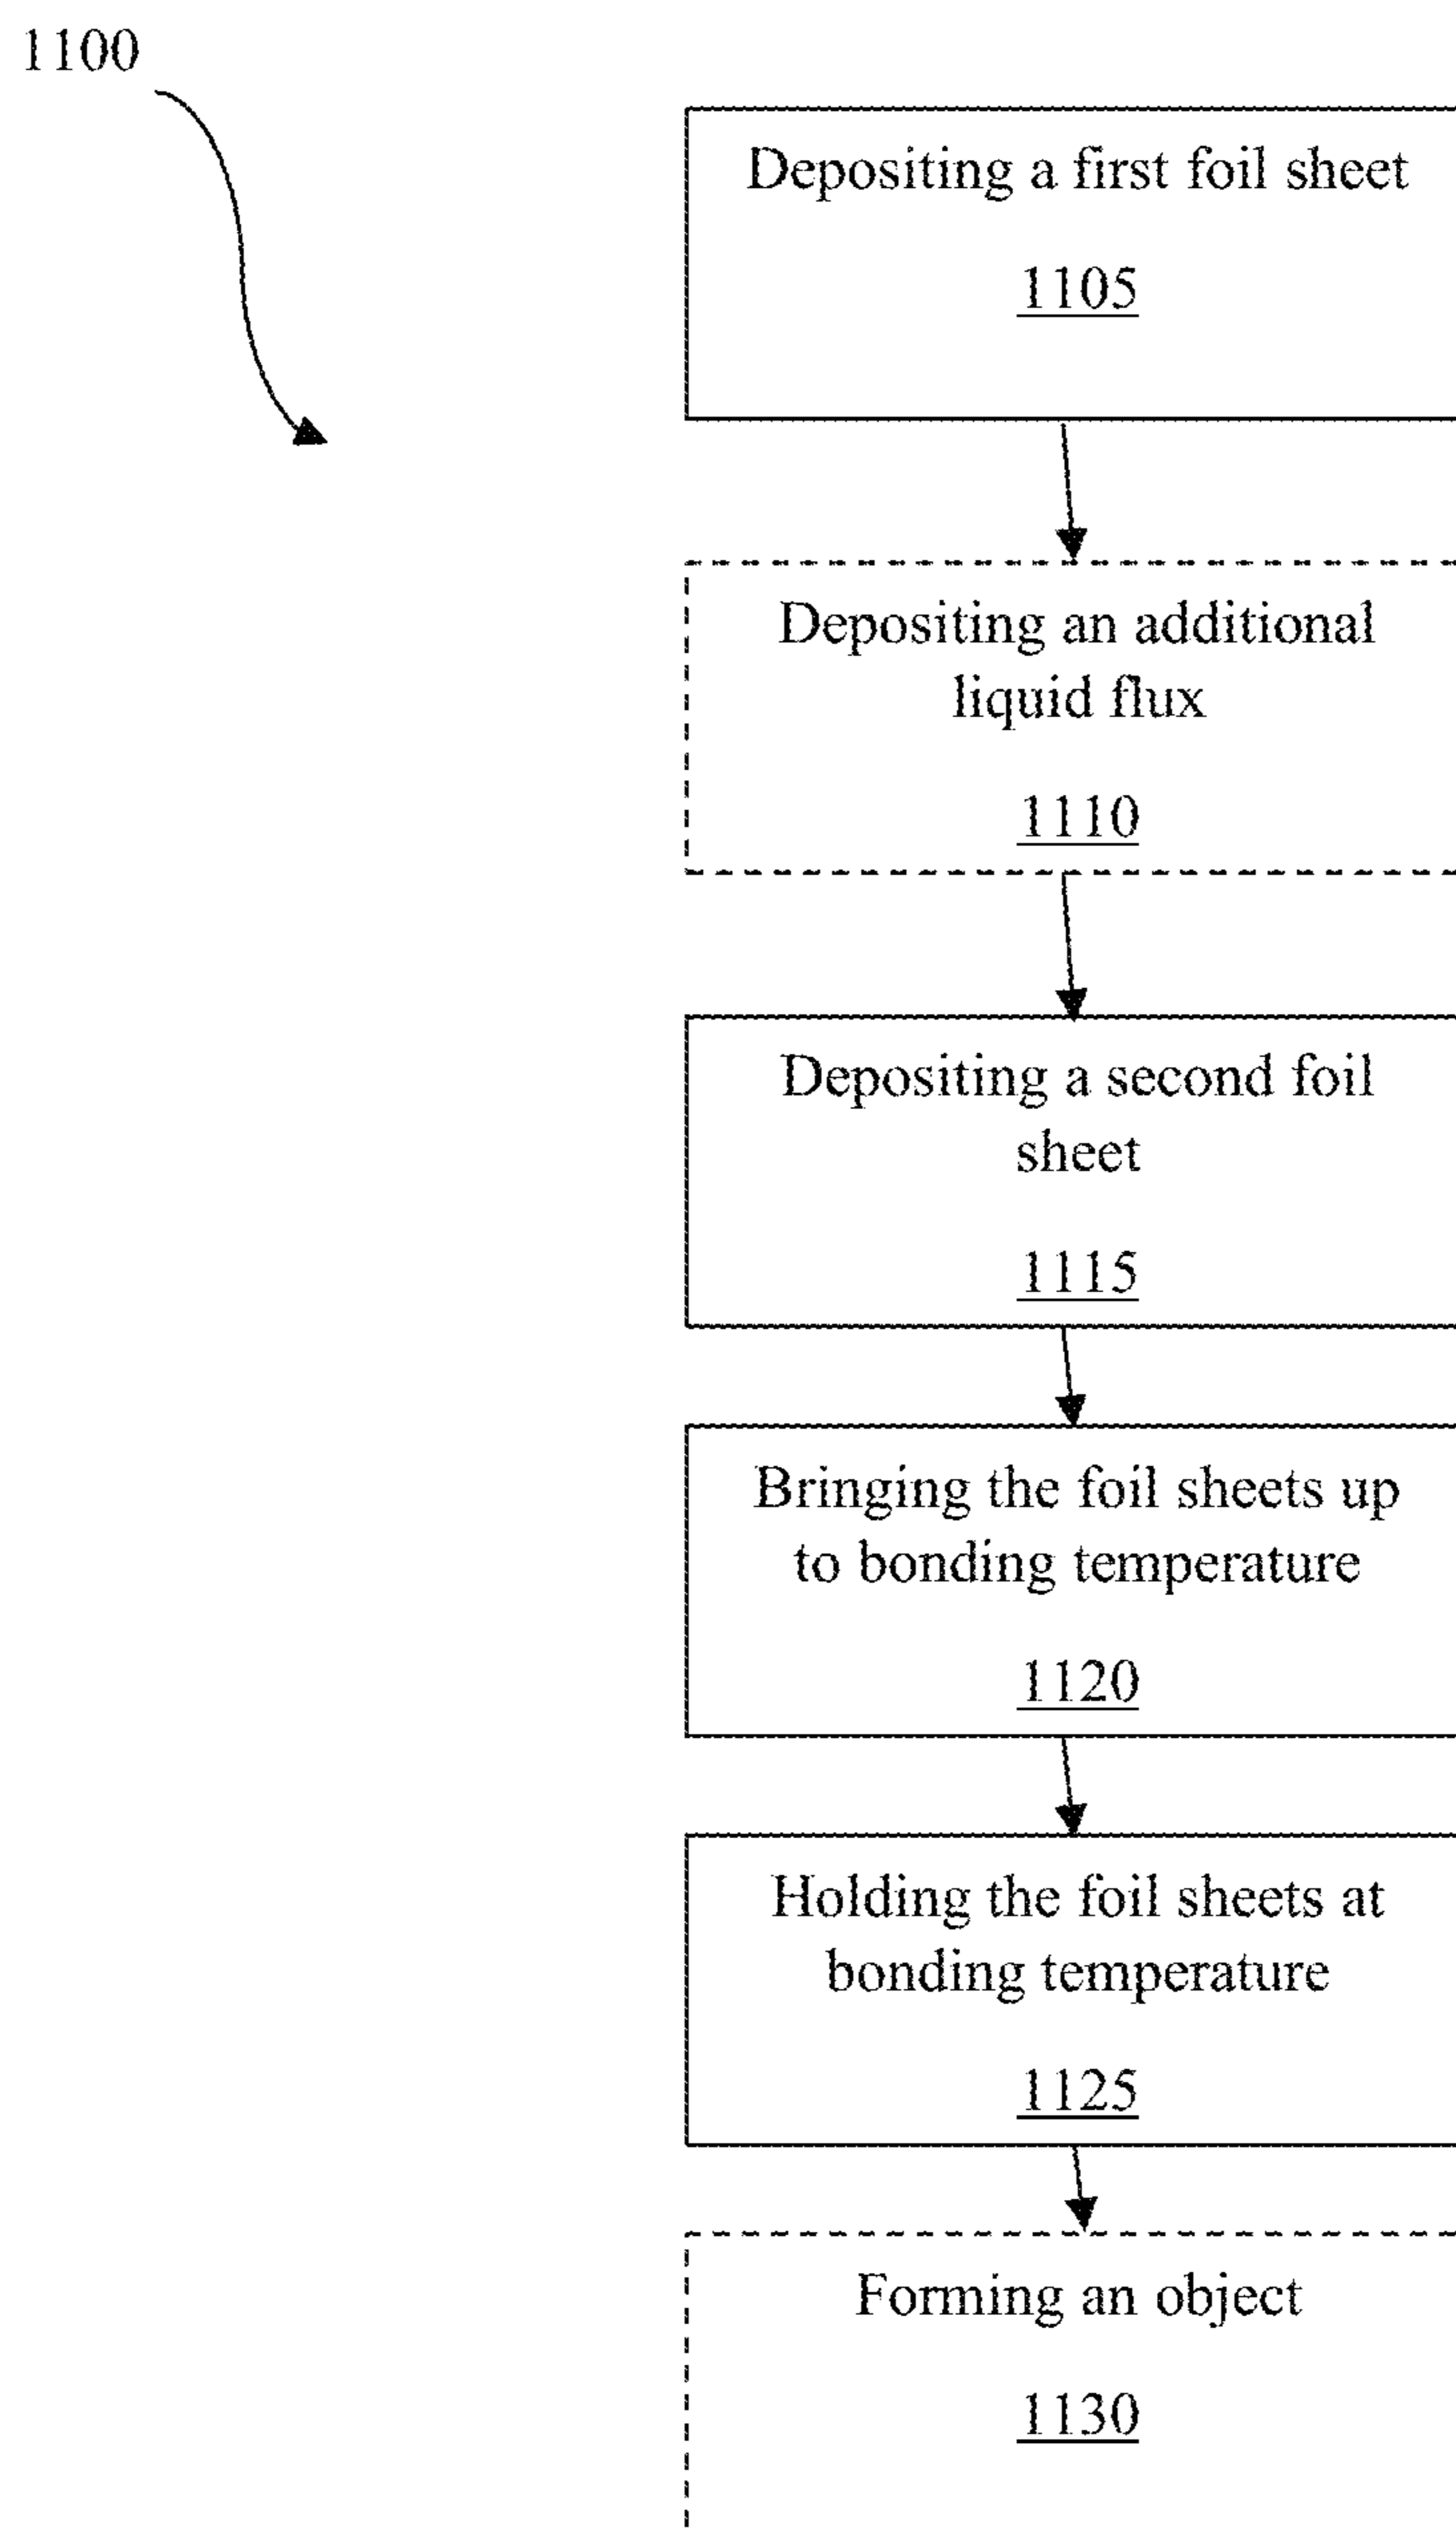 1100
Depositing a first foil sheet
1105
Depositing an additional
liquid flux
1110
Depositing a second foil
sheet
1115
Bringing the foil sheets up
to bonding temperature
1120
Holding the foil sheets at
bonding temperature
1125
Forming an object
1130